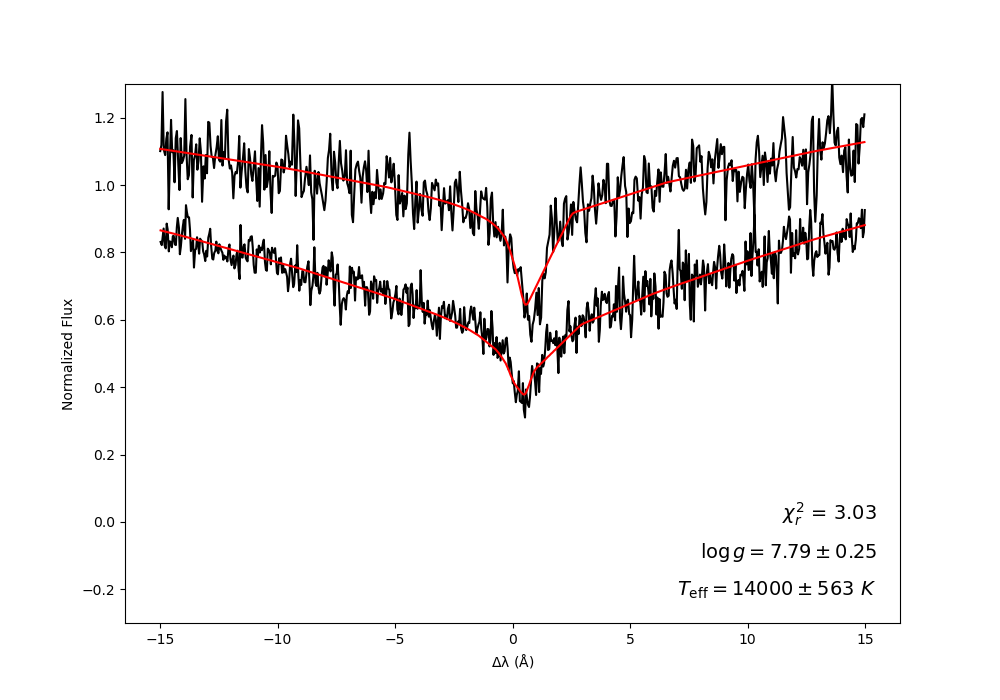 1.2
1.0
0.8
0.6
0.4
0.2
0.0
−0.2
Normalized Flux
χ²ᵣ = 3.03
log g = 7.79 ± 0.25
T_eff = 14000 ± 563 K
−15 −10 −5 0 5 10 15
Δλ (Å)